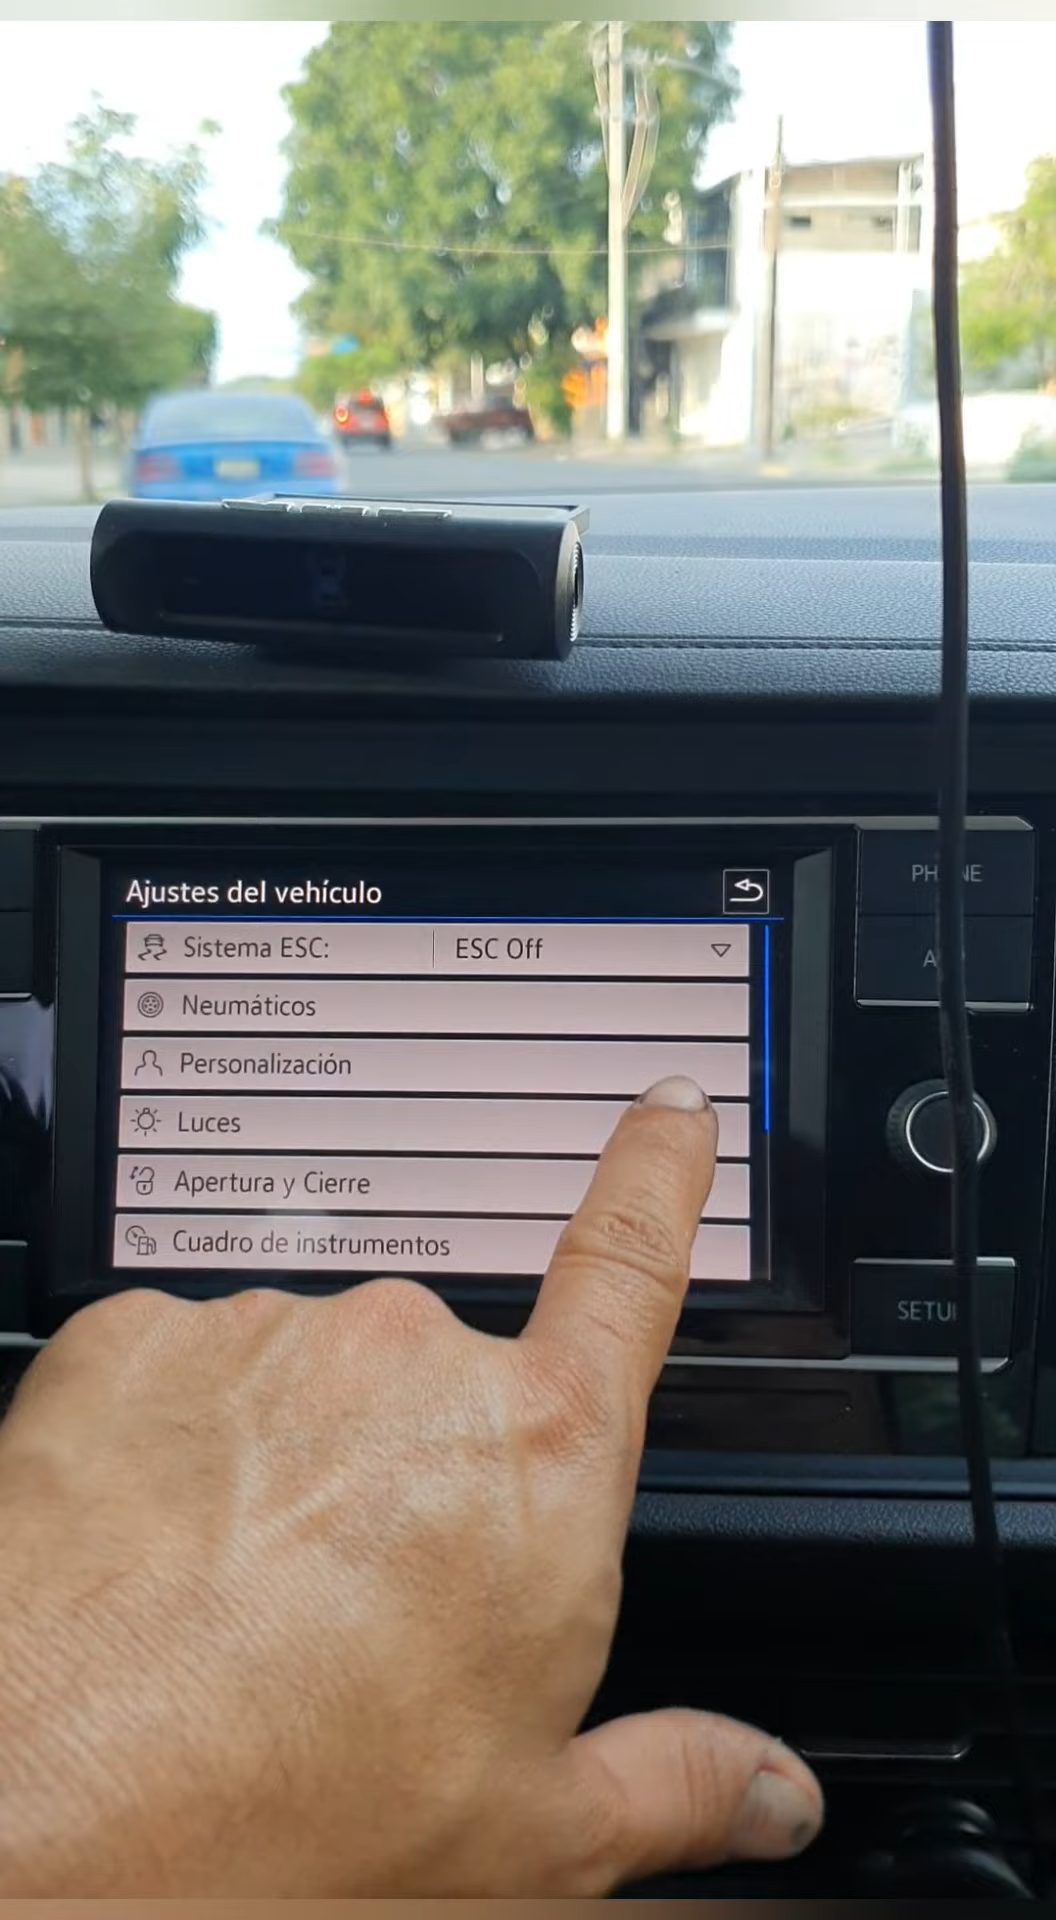 Ajustes del vehículo
Sistema ESC: ESC Off
Neumáticos
Personalización
Luces
Apertura y Cierre
Cuadro de instrumentos